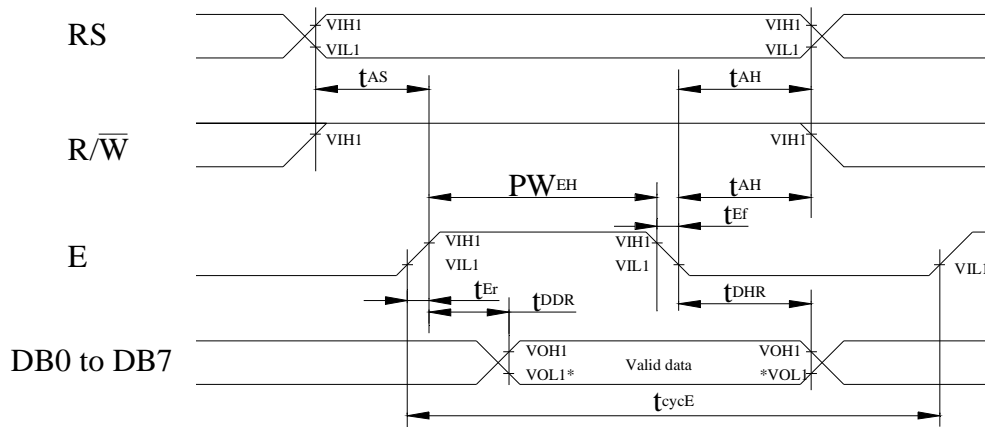 RS VIH1 VIH1
VIL1 VIL1
tAS tAH
R/W̅ VIH1 VIH1
PWEH tAH
tEf
E VIH1 VIH1
VIL1 VIL1 VIL1
tEr tDDR tDHR
DB0 to DB7 VOH1 Valid data VOH1
VOL1* *VOL1
tcycE